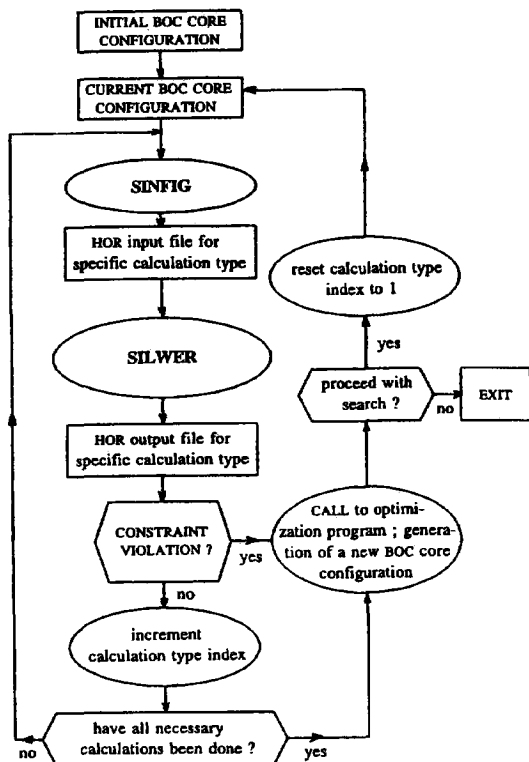 INITIAL BOC CORE
CONFIGURATION
CURRENT BOC CORE
CONFIGURATION
SINFIG
HOR input file for
specific calculation type
SILWER
HOR output file for
specific calculation type
CONSTRAINT
VIOLATION ?
yes
no
increment
calculation type index
have all necessary
calculations been done ?
no
yes
CALL to optimi-
zation program ; genera-
tion of a new BOC core
configuration
proceed with
search ?
no
EXIT
yes
reset calculation type
index to 1